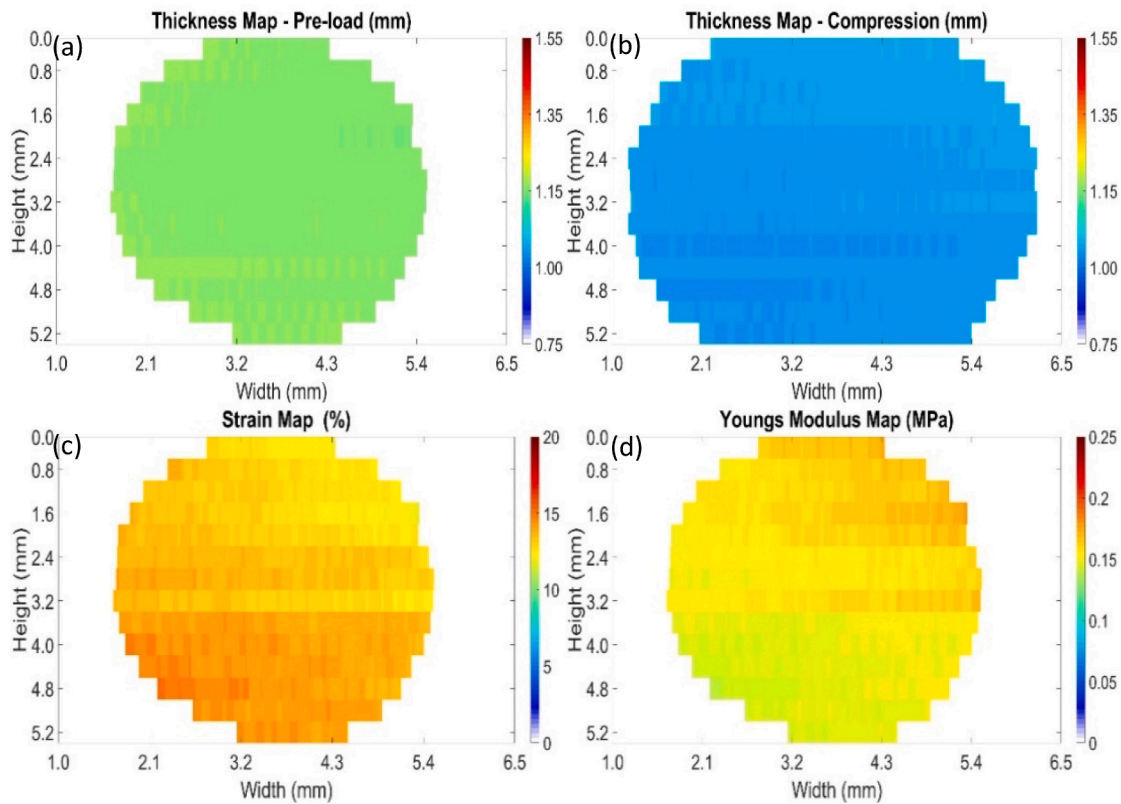 Thickness Map - Pre-load (mm)
(a)
0.0
0.8
1.6
2.4
3.2
4.0
4.8
5.2
Height (mm)
1.0 2.1 3.2 4.3 5.4 6.5
Width (mm)
1.55
1.35
1.15
1.00
0.90
0.75
Thickness Map - Compression (mm)
(b)
0.0
0.8
1.6
2.4
3.2
4.0
4.8
5.2
Height (mm)
1.0 2.1 3.2 4.3 5.4 6.5
Width (mm)
1.55
1.35
1.15
1.00
0.90
0.75
Strain Map (%)
(c)
0.0
0.8
1.6
2.4
3.2
4.0
4.8
5.2
Height (mm)
1.0 2.1 3.2 4.3 5.4 6.5
Width (mm)
20
15
10
5
0
Youngs Modulus Map (MPa)
(d)
0.0
0.8
1.6
2.4
3.2
4.0
4.8
5.2
Height (mm)
1.0 2.1 3.2 4.3 5.4 6.5
Width (mm)
0.25
0.2
0.15
0.1
0.05
0